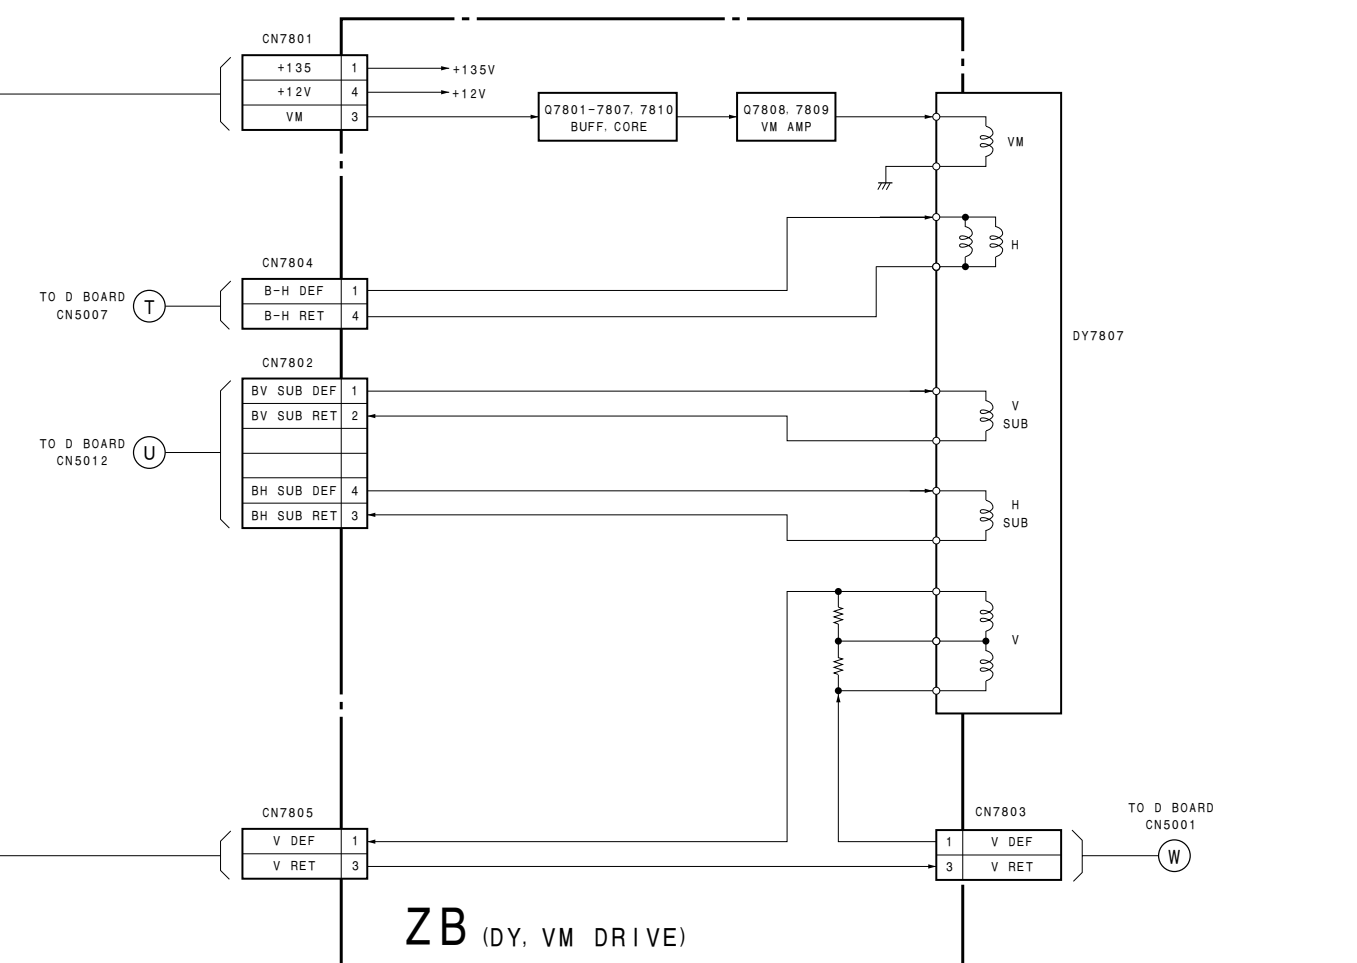 CN7801
+135 1
+135V
+12V 4
+12V
VM 3
Q7801-7807, 7810
BUFF, CORE
Q7808, 7809
VM AMP
VM
H
CN7804
TO D BOARD
CN5007
T
B-H DEF 1
B-H RET 4
DY7807
CN7802
TO D BOARD
CN5012
U
BV SUB DEF 1
BV SUB RET 2
BH SUB DEF 4
BH SUB RET 3
V
SUB
H
SUB
V
CN7805
V DEF 1
V RET 3
CN7803
1 V DEF
3 V RET
TO D BOARD
CN5001
W
ZB (DY, VM DRIVE)